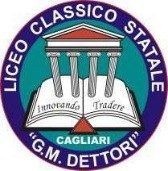 LICEO CLASSICO STATALE
Innovando Tradere
CAGLIARI
"G.M. DETTORI"